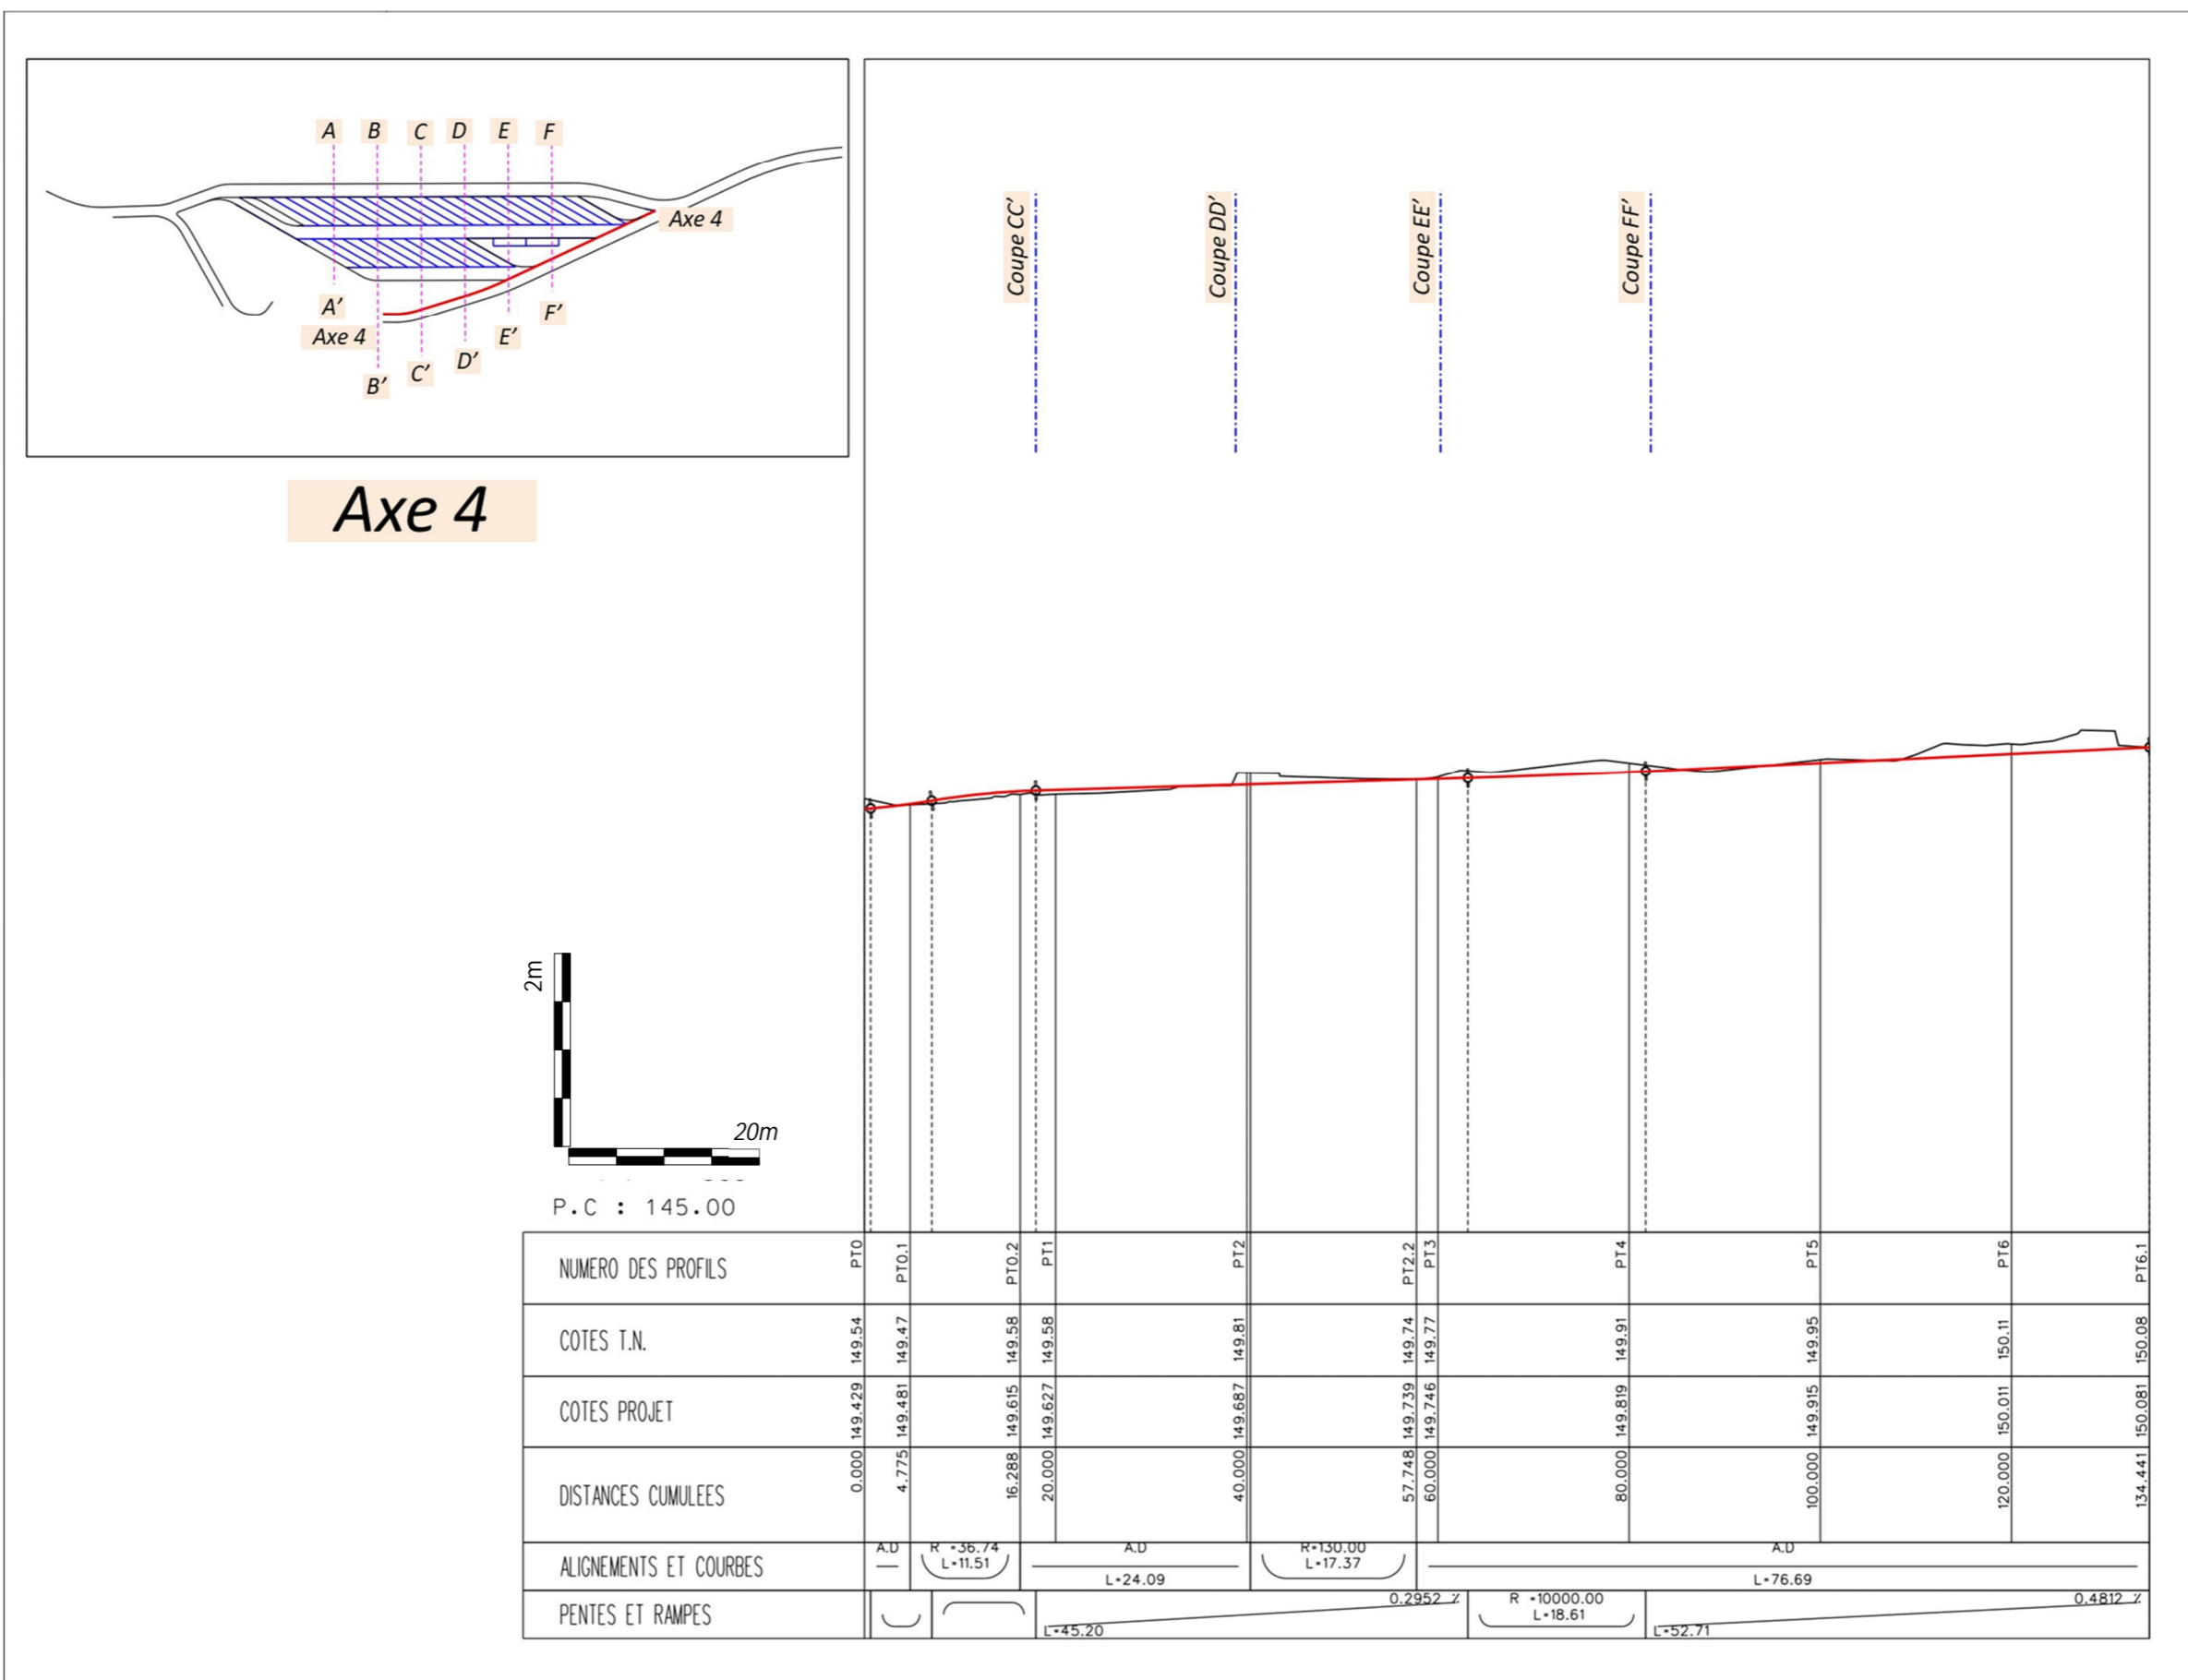 A B C D E F
Axe 4
A'
Axe 4
B' C' D' E' F'
Axe 4
Coupe CC'
Coupe DD'
Coupe EE'
Coupe FF'
2m
20m
P.C : 145.00
NUMERO DES PROFILS PT0 PT0.1 PT0.2 PT1 PT2 PT2.2 PT3 PT4 PT5 PT6 PT6.1
COTES T.N. 149.54 149.47 149.58 149.58 149.81 149.74 149.77 149.91 149.95 150.11 150.08
COTES PROJET 149.429 149.481 149.615 149.627 149.687 149.739 149.746 149.819 149.915 150.011 150.081
DISTANCES CUMULEES 0.000 4.775 16.288 20.000 40.000 57.748 60.000 80.000 100.000 120.000 134.441
ALIGNEMENTS ET COURBES
A.D
R =36.74
L=11.51
A.D
L=24.09
R=130.00
L=17.37
A.D
L=76.69
PENTES ET RAMPES
L=45.20
0.2952 %
R =10000.00
L=18.61
L=52.71
0.4812 %